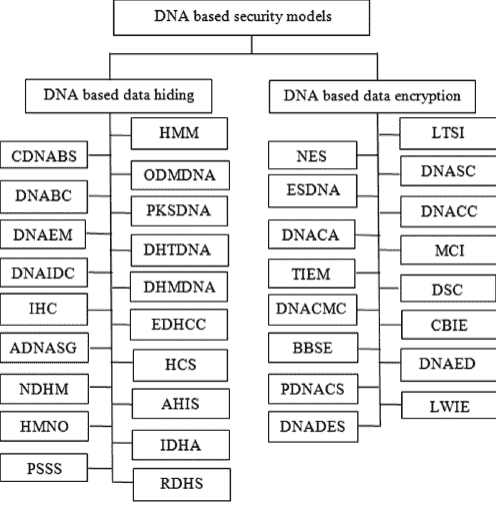 DNA based security models
DNA based data hiding
DNA based data encryption
HMM
CDNABS
ODMDNA
DNABC
PKSDNA
DNAEM
DHTDNA
DNAIDC
DHMDNA
IHC
EDHCC
ADNASG
HCS
NDHM
AHIS
HMNO
IDHA
PSSS
RDHS
LTSI
NES
DNASC
ESDNA
DNACC
DNACA
MCI
TIEM
DSC
DNACMC
CBIE
BBSE
DNAED
PDNACS
LWIE
DNADES